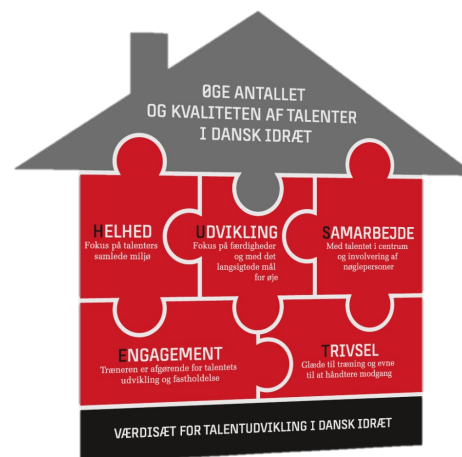 ØGE ANTALLET
OG KVALITETEN AF TALENTER
I DANSK IDRÆT
HELHED
Fokus på talenters
samlede miljø
UDVIKLING
Fokus på færdigheder
og med det
langsigtede mål
for øje
SAMARBEJDE
Med talentet i centrum
og involvering af
nøglepersoner
ENGAGEMENT
Træneren er afgørende for talentets
udvikling og fastholdelse
TRIVSEL
Glæde til træning og evne
til at håndtere modgang
VÆRDISÆT FOR TALENTUDVIKLING I DANSK IDRÆT